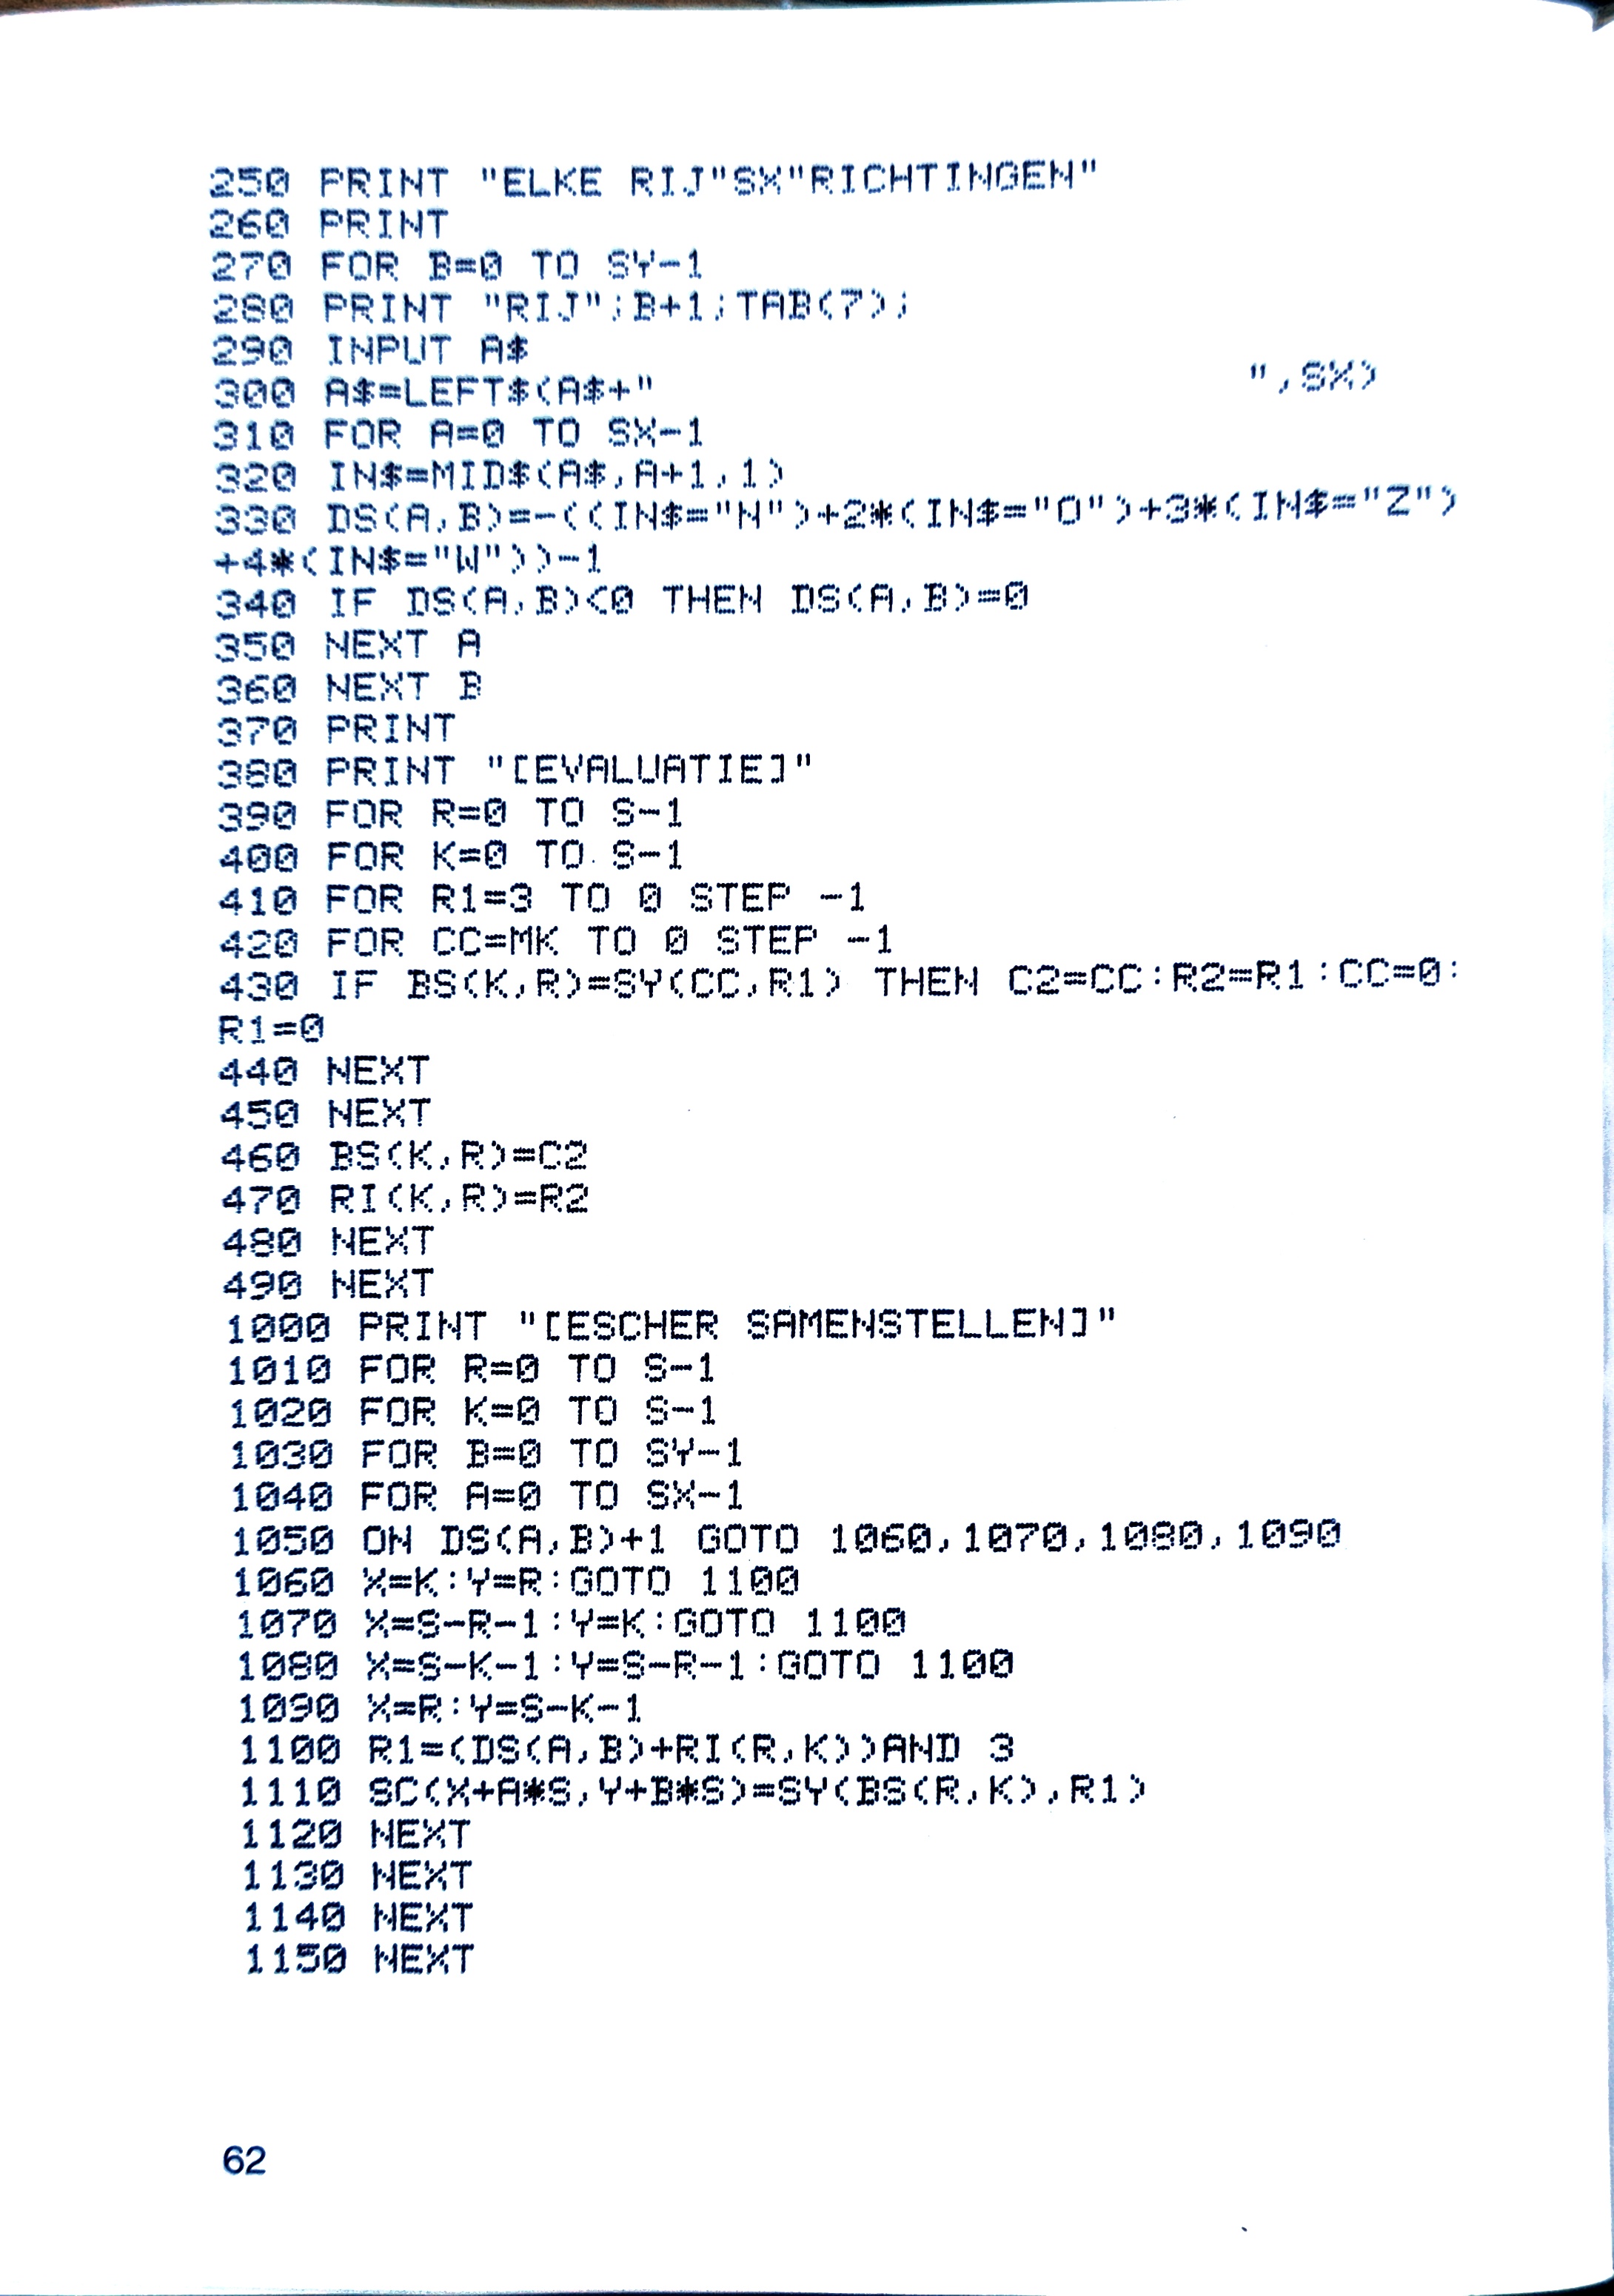 250 PRINT "ELKE RIJ"SX"RICHTINGEN"
260 PRINT
270 FOR B=0 TO SY-1
280 PRINT "RIJ";B+1;TAB(7);
290 INPUT A$
300 A$=LEFT$(A$+"                                              ",SX)
310 FOR A=0 TO SX-1
320 IN$=MID$(A$,A+1,1)
330 DS(A,B)=-((IN$="N")+2*(IN$="O")+3*(IN$="Z")
+4*(IN$="W"))-1
340 IF DS(A,B)<0 THEN DS(A,B)=0
350 NEXT A
360 NEXT B
370 PRINT
380 PRINT "[EVALUATIE]"
390 FOR R=0 TO S-1
400 FOR K=0 TO S-1
410 FOR R1=3 TO 0 STEP -1
420 FOR CC=MK TO 0 STEP -1
430 IF BS(K,R)=SY(CC,R1) THEN C2=CC:R2=R1:CC=0:
R1=0
440 NEXT
450 NEXT
460 BS(K,R)=C2
470 RI(K,R)=R2
480 NEXT
490 NEXT
1000 PRINT "[ESCHER SAMENSTELLEN]"
1010 FOR R=0 TO S-1
1020 FOR K=0 TO S-1
1030 FOR B=0 TO SY-1
1040 FOR A=0 TO SX-1
1050 ON DS(A,B)+1 GOTO 1060,1070,1080,1090
1060 X=K:Y=R:GOTO 1100
1070 X=S-R-1:Y=K:GOTO 1100
1080 X=S-K-1:Y=S-R-1:GOTO 1100
1090 X=R:Y=S-K-1
1100 R1=(DS(A,B)+RI(R,K))AND 3
1110 SC(X+A*S,Y+B*S)=SY(BS(R,K),R1)
1120 NEXT
1130 NEXT
1140 NEXT
1150 NEXT
62